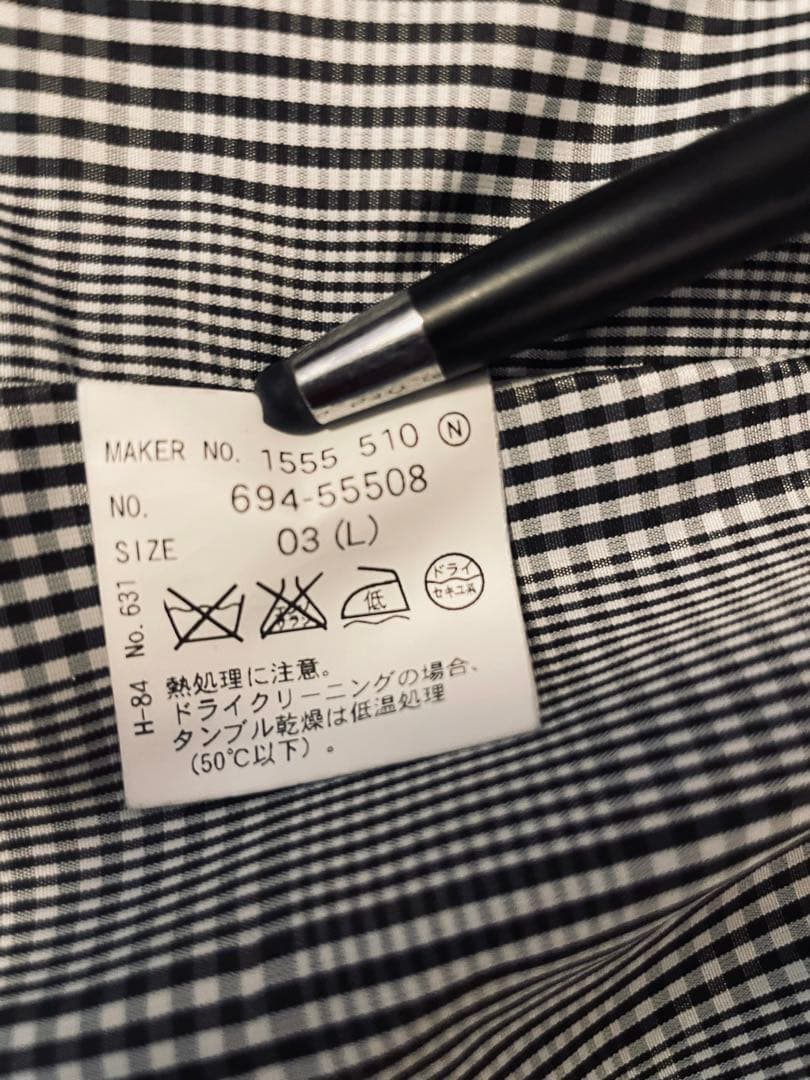 MAKER NO. 1555 510 Ⓝ
NO. 694-55508
SIZE 03 (L)
低
ドライ
セキユ系
H-84 No. 631
熱処理に注意。
ドライクリーニングの場合、
タンブル乾燥は低温処理
(50℃以下)。